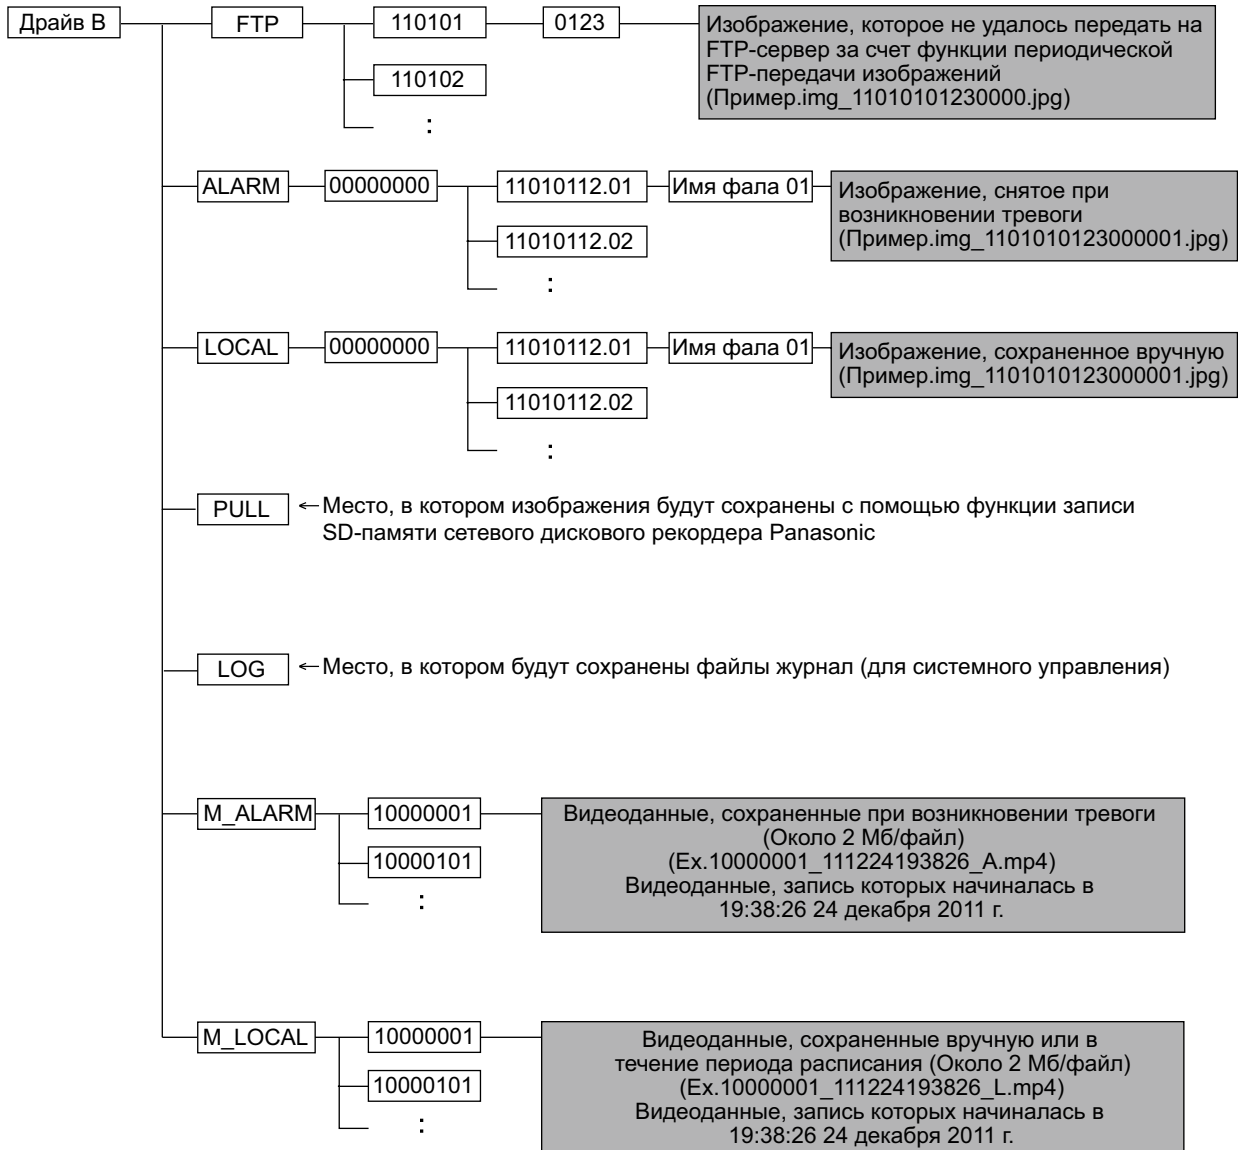 Драйв В
FTP
110101
0123
Изображение, которое не удалось передать на
FTP-сервер за счет функции периодической
FTP-передачи изображений
(Пример.img_11010101230000.jpg)
110102
:
ALARM
00000000
11010112.01
Имя фала 01
Изображение, снятое при
возникновении тревоги
(Пример.img_1101010123000001.jpg)
11010112.02
:
LOCAL
00000000
11010112.01
Имя фала 01
Изображение, сохраненное вручную
(Пример.img_1101010123000001.jpg)
11010112.02
:
PULL
←Место, в котором изображения будут сохранены с помощью функции записи
SD-памяти сетевого дискового рекордера Panasonic
LOG
←Место, в котором будут сохранены файлы журнал (для системного управления)
M_ALARM
10000001
Видеоданные, сохраненные при возникновении тревоги
(Около 2 Мб/файл)
(Ex.10000001_111224193826_A.mp4)
Видеоданные, запись которых начиналась в
19:38:26 24 декабря 2011 г.
10000101
:
M_LOCAL
10000001
Видеоданные, сохраненные вручную или в
течение периода расписания (Около 2 Мб/файл)
(Ex.10000001_111224193826_L.mp4)
Видеоданные, запись которых начиналась в
19:38:26 24 декабря 2011 г.
10000101
: